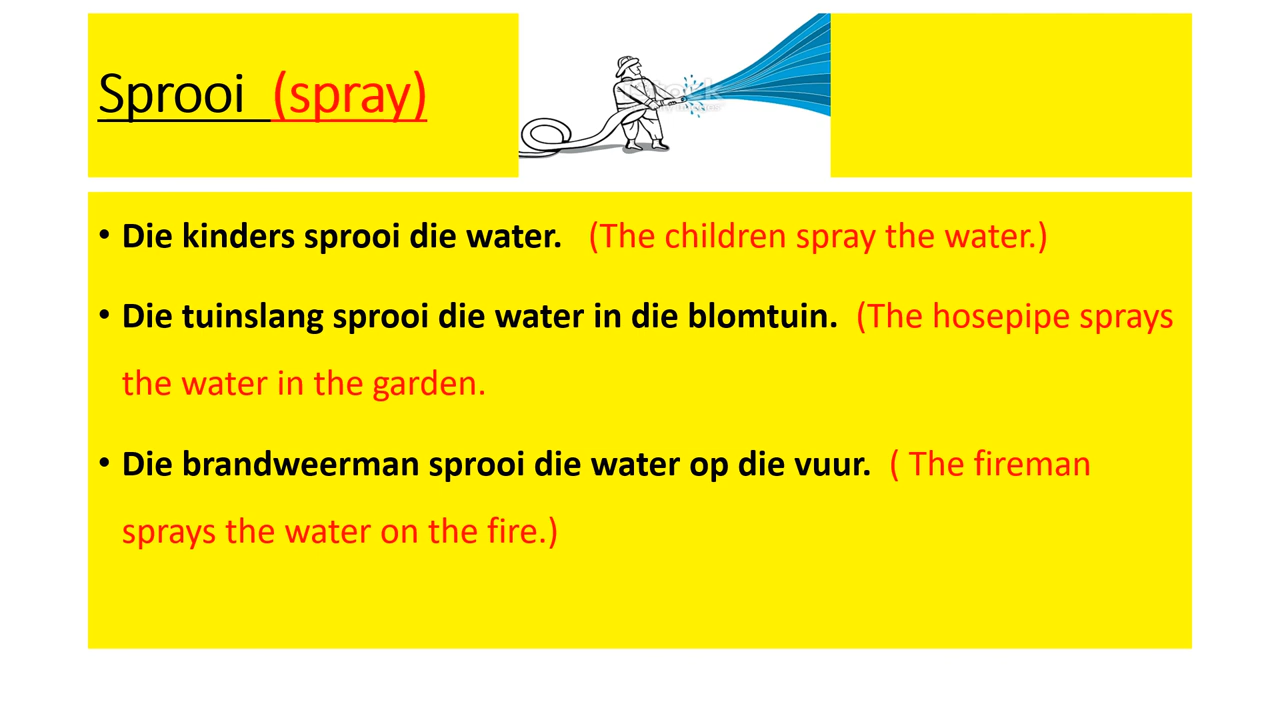 Sprooi (spray)
• Die kinders sprooi die water. (The children spray the water.)
• Die tuinslang sprooi die water in die blomtuin. (The hosepipe sprays
the water in the garden.
• Die brandweerman sprooi die water op die vuur. ( The fireman
sprays the water on the fire.)